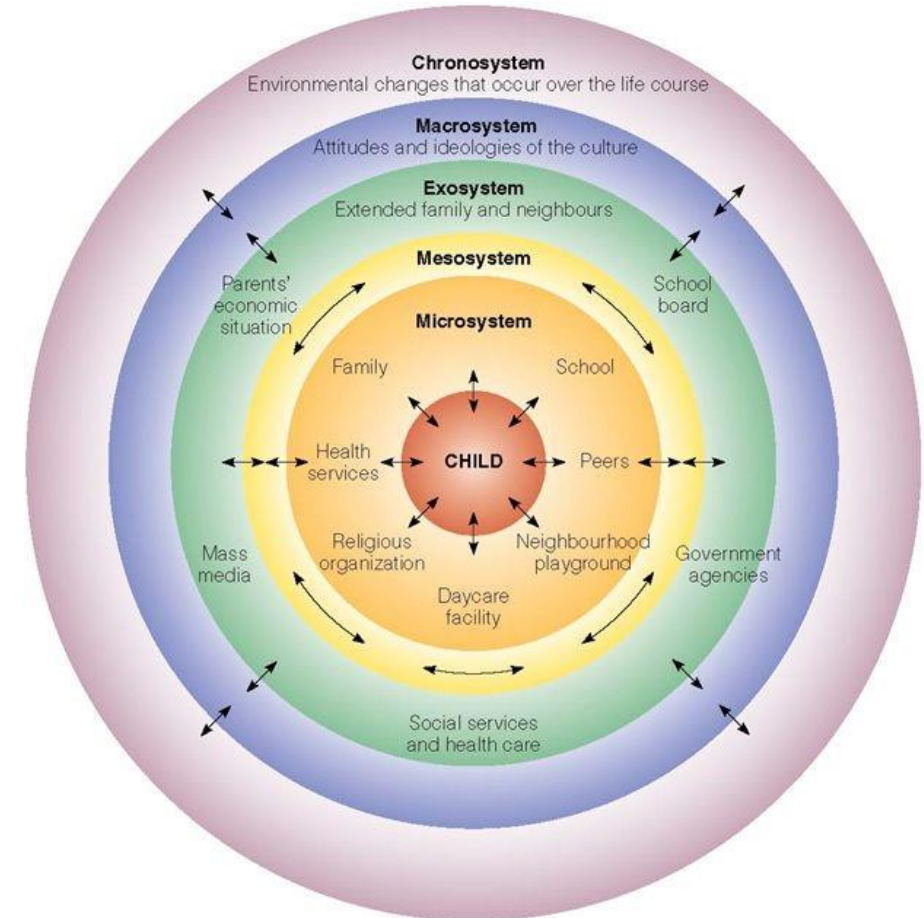 Chronosystem
Environmental changes that occur over the life course
Macrosystem
Attitudes and ideologies of the culture
Exosystem
Extended family and neighbours
Mesosystem
Parents'
economic
situation
School
board
Microsystem
Family
School
Health
services
CHILD
Peers
Religious
organization
Neighbourhood
playground
Mass
media
Government
agencies
Daycare
facility
Social services
and health care